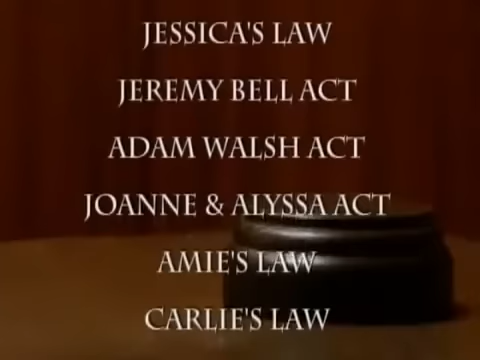 JESSICA'S LAW
JEREMY BELL ACT
ADAM WALSH ACT
JOANNE & ALYSSA ACT
AMIE'S LAW
CARLIE'S LAW